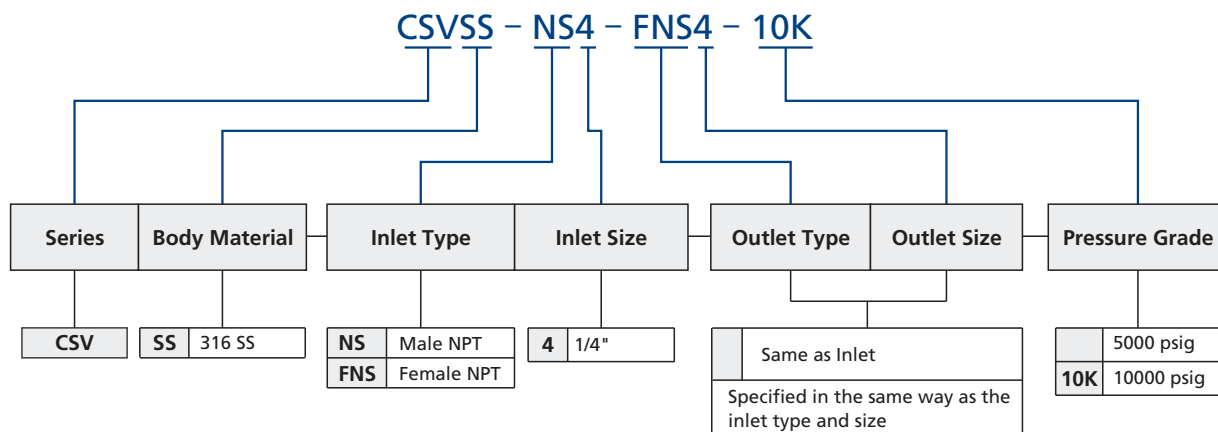 CSVSS – NS4 – FNS4 – 10K
Series
Body Material
Inlet Type
Inlet Size
Outlet Type
Outlet Size
Pressure Grade
CSV
SS 316 SS
NS Male NPT
FNS Female NPT
4 1/4"
Same as Inlet
Specified in the same way as the
inlet type and size
5000 psig
10K 10000 psig